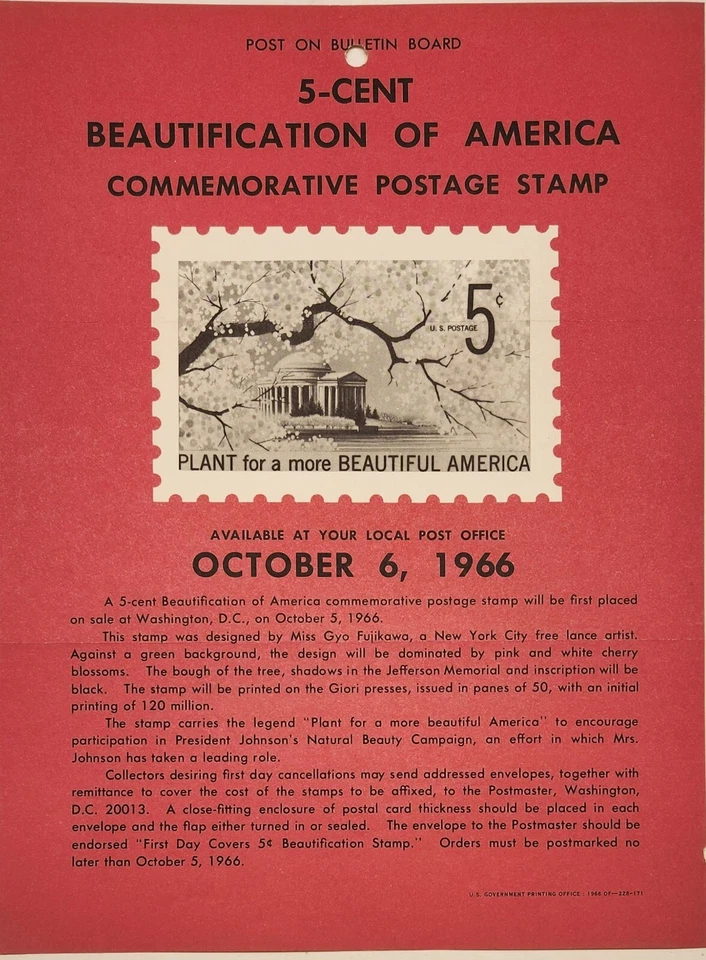 POST ON BULLETIN BOARD
5-CENT
BEAUTIFICATION OF AMERICA
COMMEMORATIVE POSTAGE STAMP
5¢
U.S. POSTAGE
PLANT for a more BEAUTIFUL AMERICA
AVAILABLE AT YOUR LOCAL POST OFFICE
OCTOBER 6, 1966
A 5-cent Beautification of America commemorative postage stamp will be first placed
on sale at Washington, D.C., on October 5, 1966.
This stamp was designed by Miss Gyo Fujikawa, a New York City free lance artist.
Against a green background, the design will be dominated by pink and white cherry
blossoms. The bough of the tree, shadows in the Jefferson Memorial and inscription will be
black. The stamp will be printed on the Giori presses, issued in panes of 50, with an initial
printing of 120 million.
The stamp carries the legend "Plant for a more beautiful America" to encourage
participation in President Johnson's Natural Beauty Campaign, an effort in which Mrs.
Johnson has taken a leading role.
Collectors desiring first day cancellations may send addressed envelopes, together with
remittance to cover the cost of the stamps to be affixed, to the Postmaster, Washington,
D.C. 20013. A close-fitting enclosure of postal card thickness should be placed in each
envelope and the flap either turned in or sealed. The envelope to the Postmaster should be
endorsed "First Day Covers 5¢ Beautification Stamp." Orders must be postmarked no
later than October 5, 1966.
U.S. GOVERNMENT PRINTING OFFICE : 1966 OF—228-171